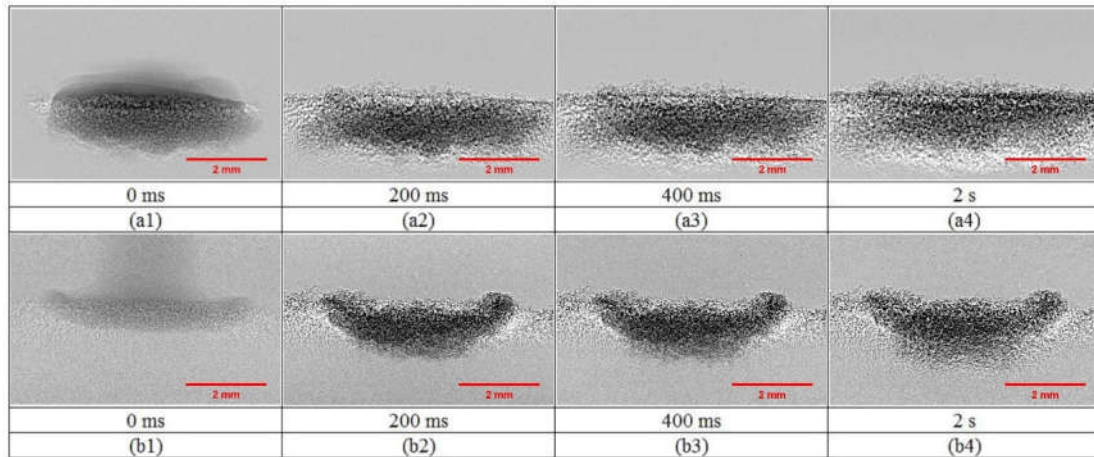 2 mm 2 mm 2 mm 2 mm
0 ms 200 ms 400 ms 2 s
(a1) (a2) (a3) (a4)
2 mm 2 mm 2 mm 2 mm
0 ms 200 ms 400 ms 2 s
(b1) (b2) (b3) (b4)